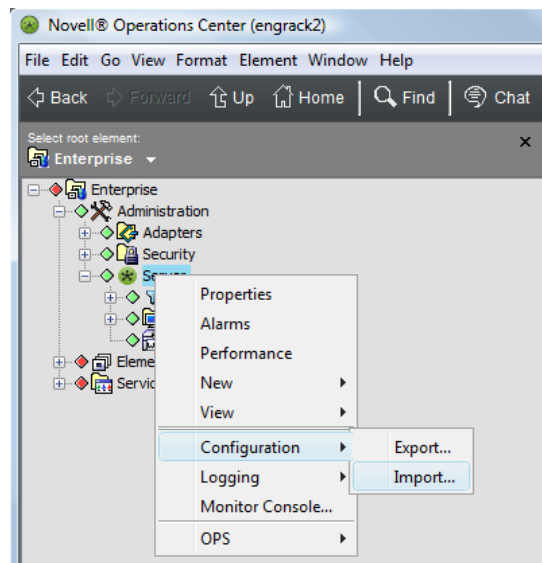 Novell® Operations Center (engrack2)
File Edit Go View Format Element Window Help
Back Forward Up Home Find Chat
Select root element:
Enterprise
Enterprise
Administration
Adapters
Security
Server
Properties
Alarms
Performance
Eleme
New
Servic
View
Configuration Export...
Logging Import...
Monitor Console...
OPS